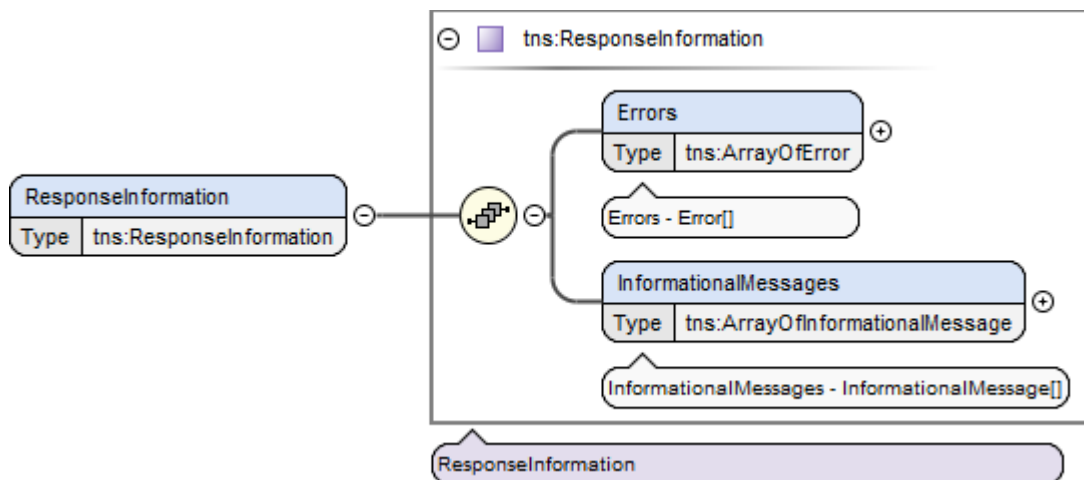 tns:ResponseInformation
Errors
Type tns:ArrayOfError
Errors - Error[]
ResponseInformation
Type tns:ResponseInformation
InformationalMessages
Type tns:ArrayOfInformationalMessage
InformationalMessages - InformationalMessage[]
ResponseInformation